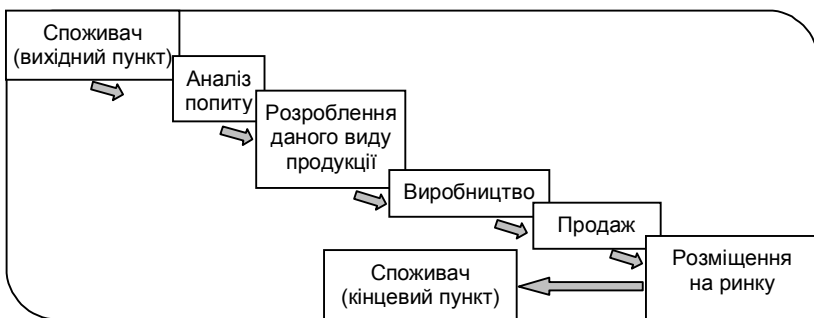 Споживач
(вихідний пункт)
Аналіз
попиту
Розроблення
даного виду
продукції
Виробництво
Продаж
Розміщення
на ринку
Споживач
(кінцевий пункт)